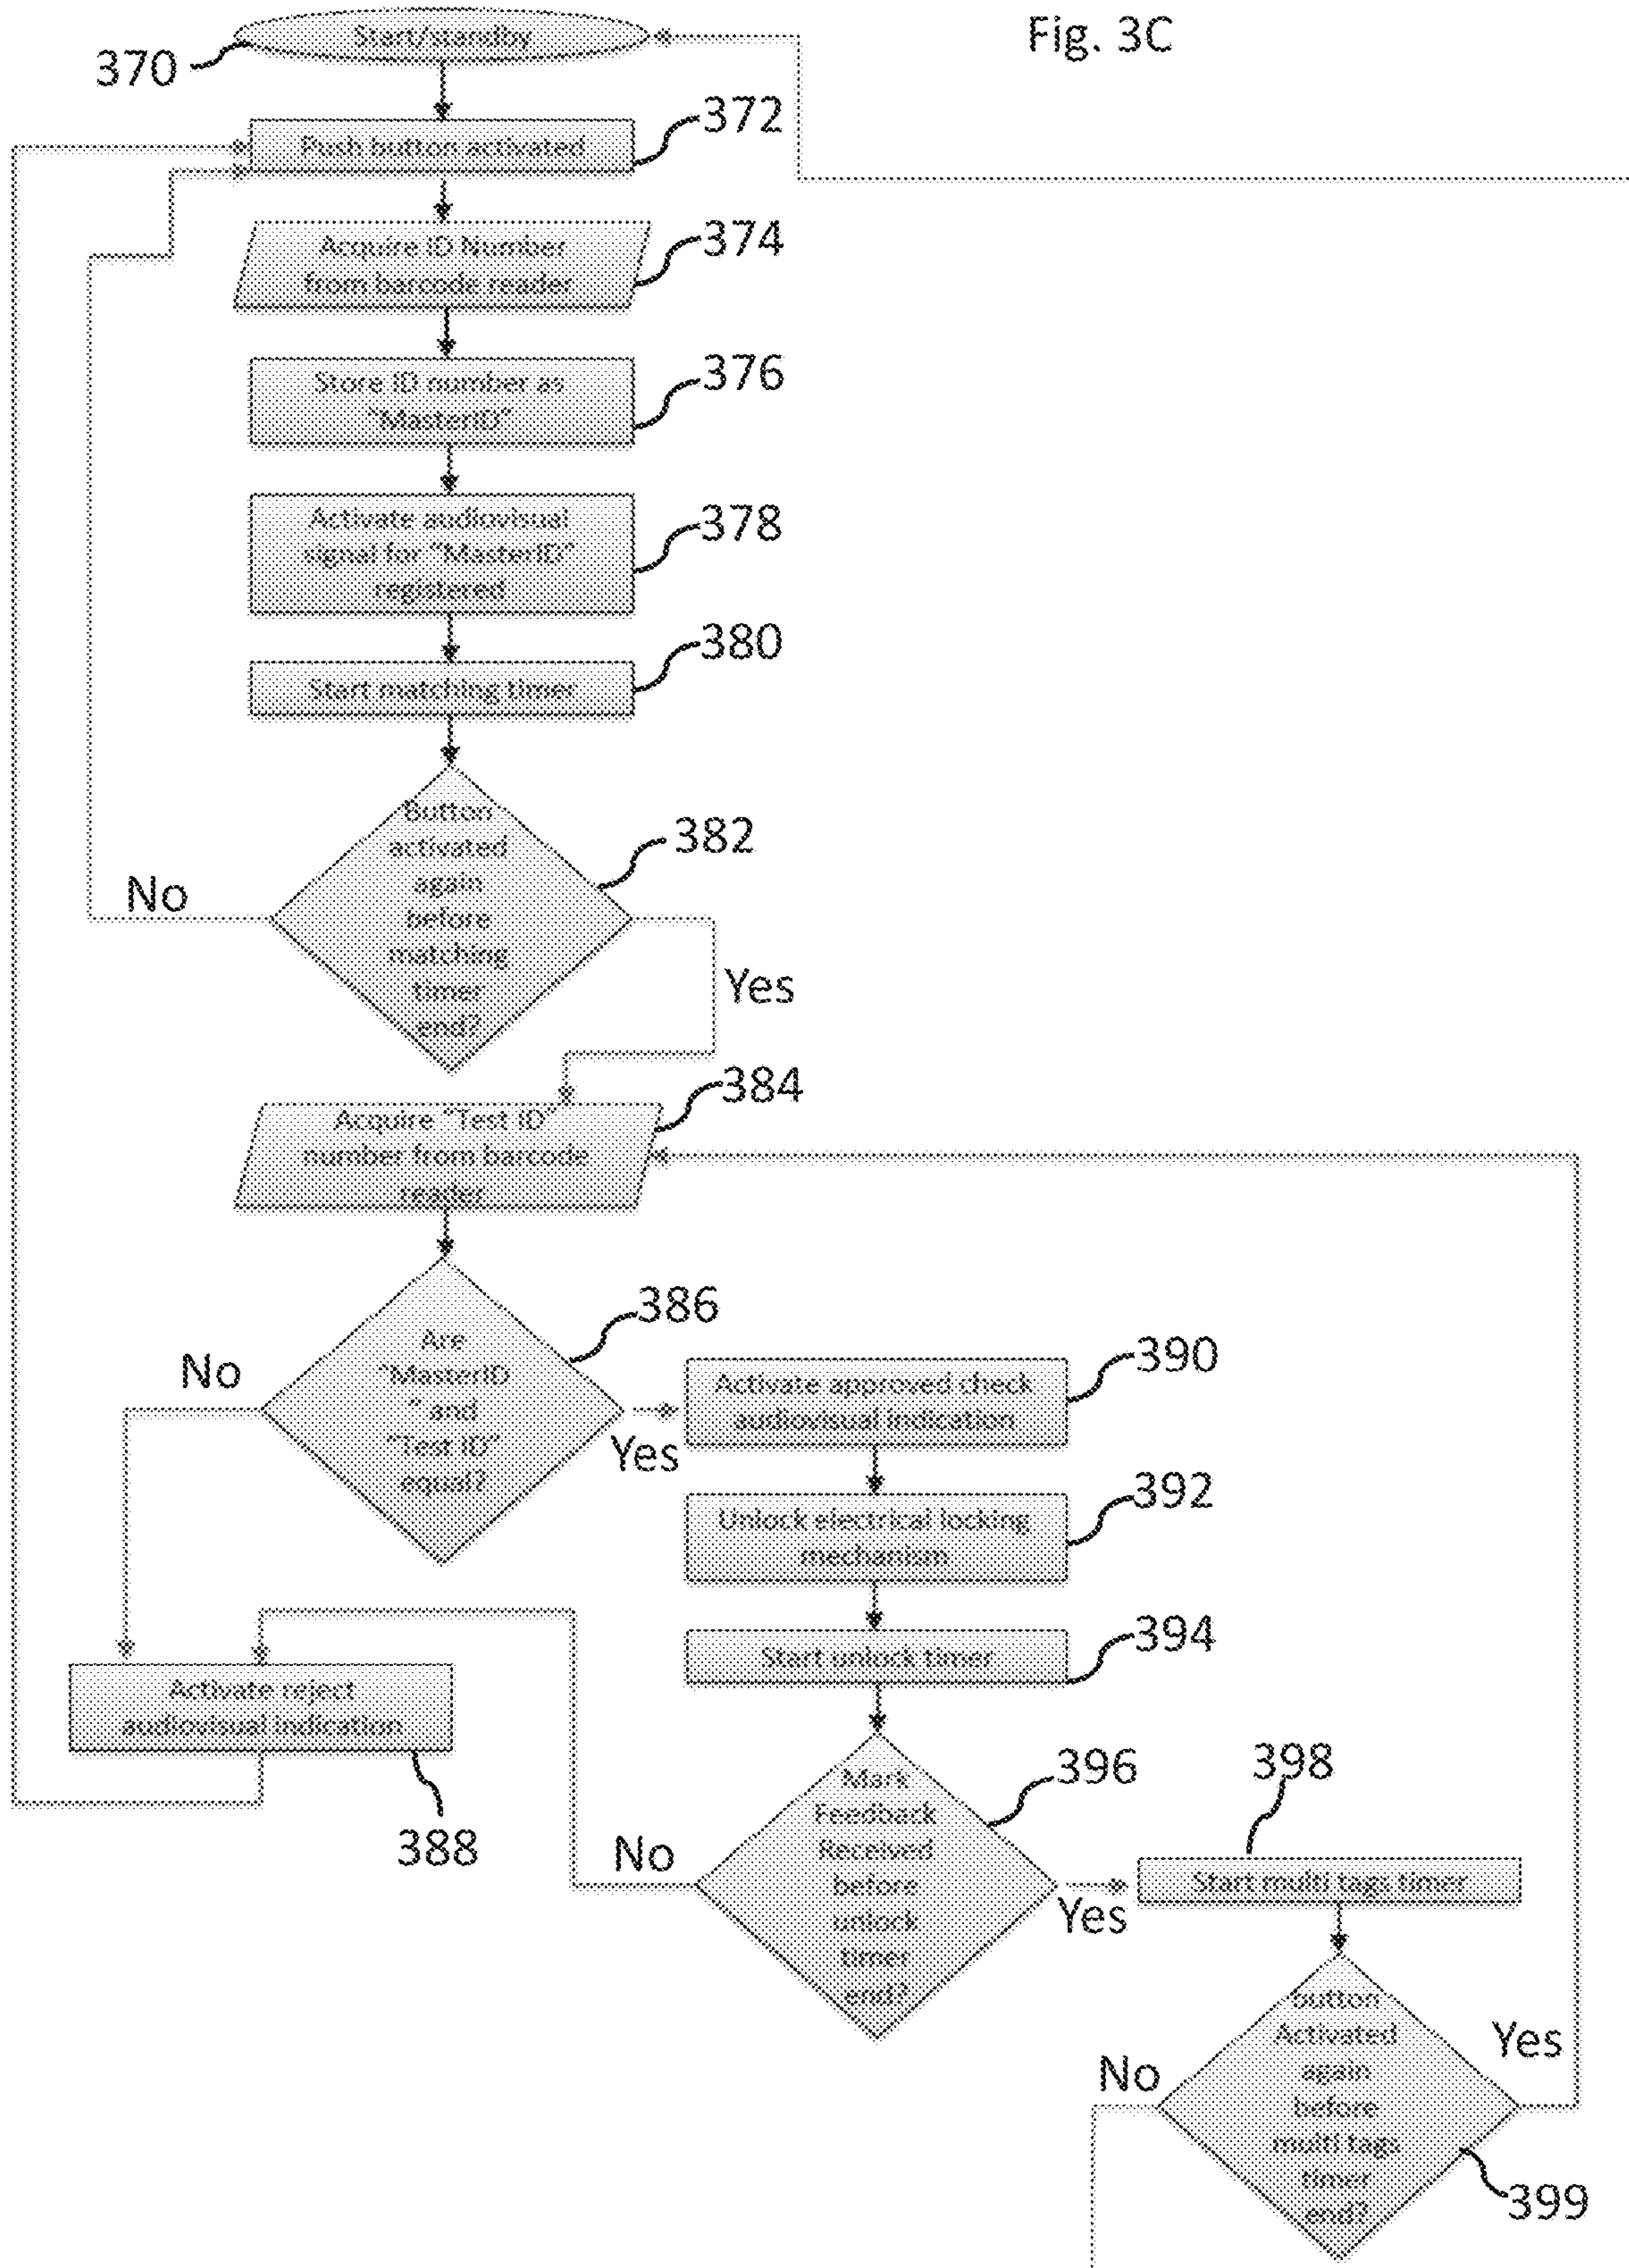 Fig. 3C
Start/standby
370
372
Push button activated
374
Acquire ID Number
from barcode reader
376
Store ID number as
"MasterID"
378
Activate audiovisual
signal for "MasterID"
registered
380
Start matching timer
382
Button
activated
again
before
matching
timer
end?
No
Yes
384
Acquire "Test ID"
number from barcode
reader
386
Are
"MasterID
" and
"Test ID"
equal?
No
Yes
390
Activate approved check
audiovisual indication
392
Unlock electrical locking
mechanism
394
Start unlock timer
Activate reject
audiovisual indication
388
396
Mark
Feedback
Received
before
unlock
timer
end?
No
Yes
398
Start multi tags timer
button
Activated
again
before
multi tags
timer
end?
No
Yes
399